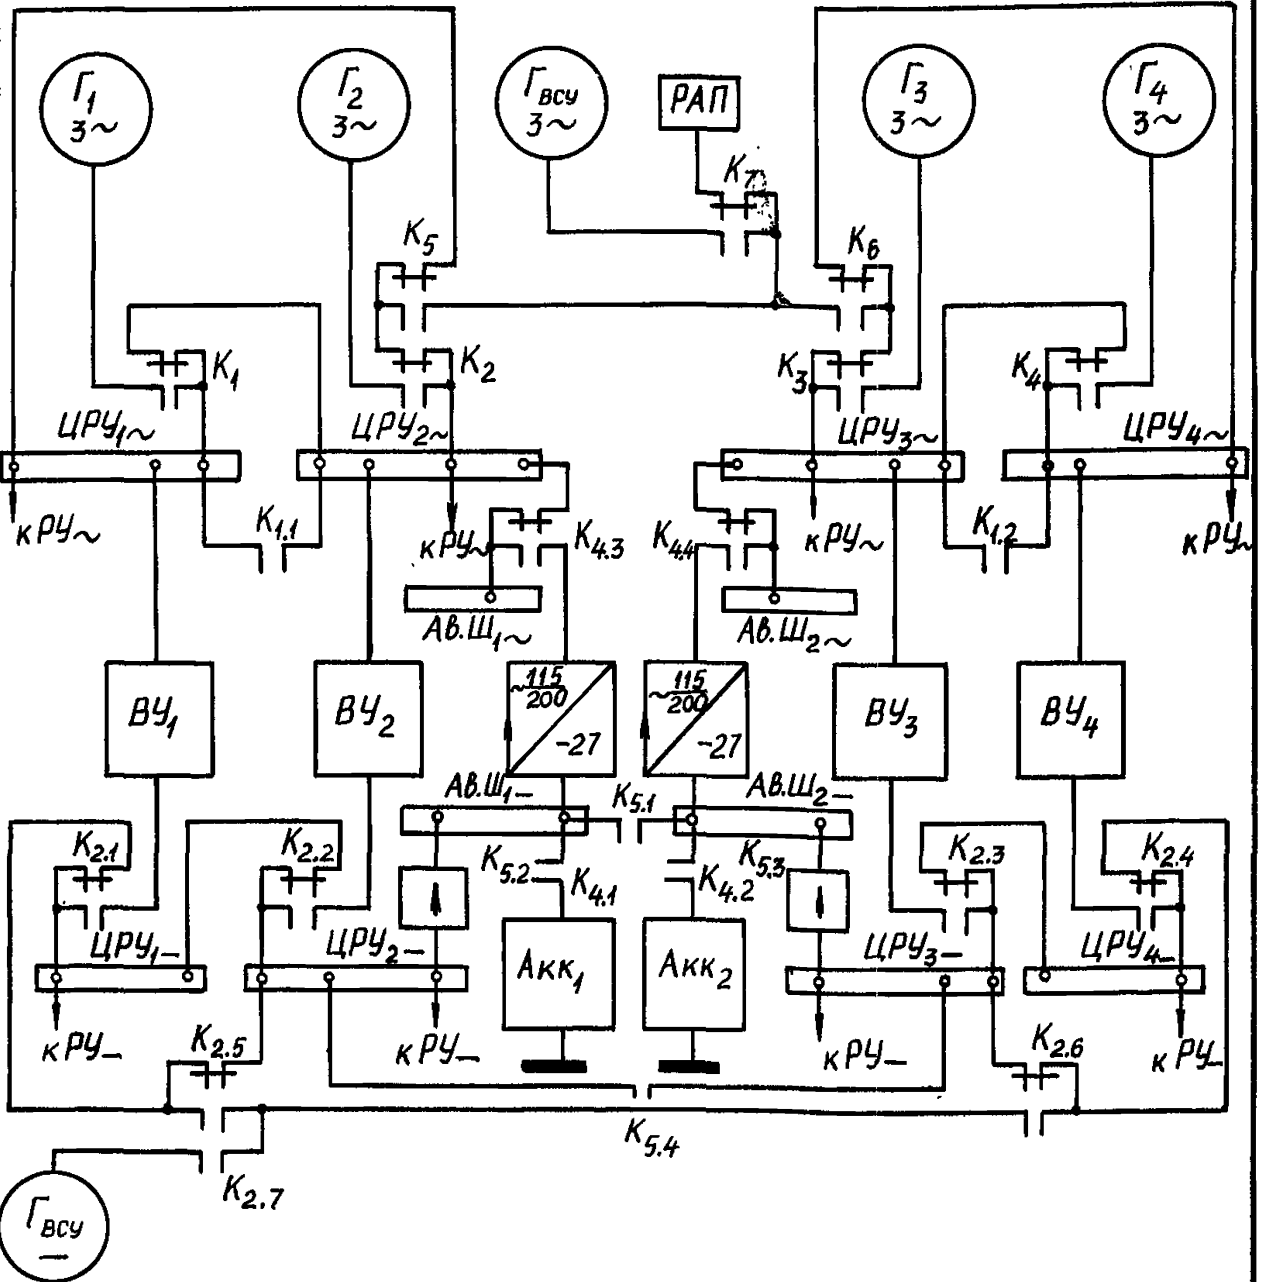 Г1
3~
Г2
3~
Гвсу
3~
РАП
Г3
3~
Г4
3~
К7
К5
К6
К1
К2
К3
К4
ЦРУ1~
ЦРУ2~
ЦРУ3~
ЦРУ4~
к РУ~
К1.1
к РУ~
К4.3
К4.4
к РУ~
К1.2
к РУ~
Ав.Ш1~
Ав.Ш2~
ВУ1
ВУ2
~115/200
-27
~115/200
-27
ВУ3
ВУ4
Ав.Ш1–
К5.1
Ав.Ш2–
К2.1
К2.2
К5.2
К4.1
К4.2
К5.3
К2.3
К2.4
ЦРУ1–
ЦРУ2–
Акк1
Акк2
ЦРУ3–
ЦРУ4–
к РУ–
К2.5
к РУ–
к РУ–
К2.6
к РУ–
К5.4
К2.7
Гвсу
—